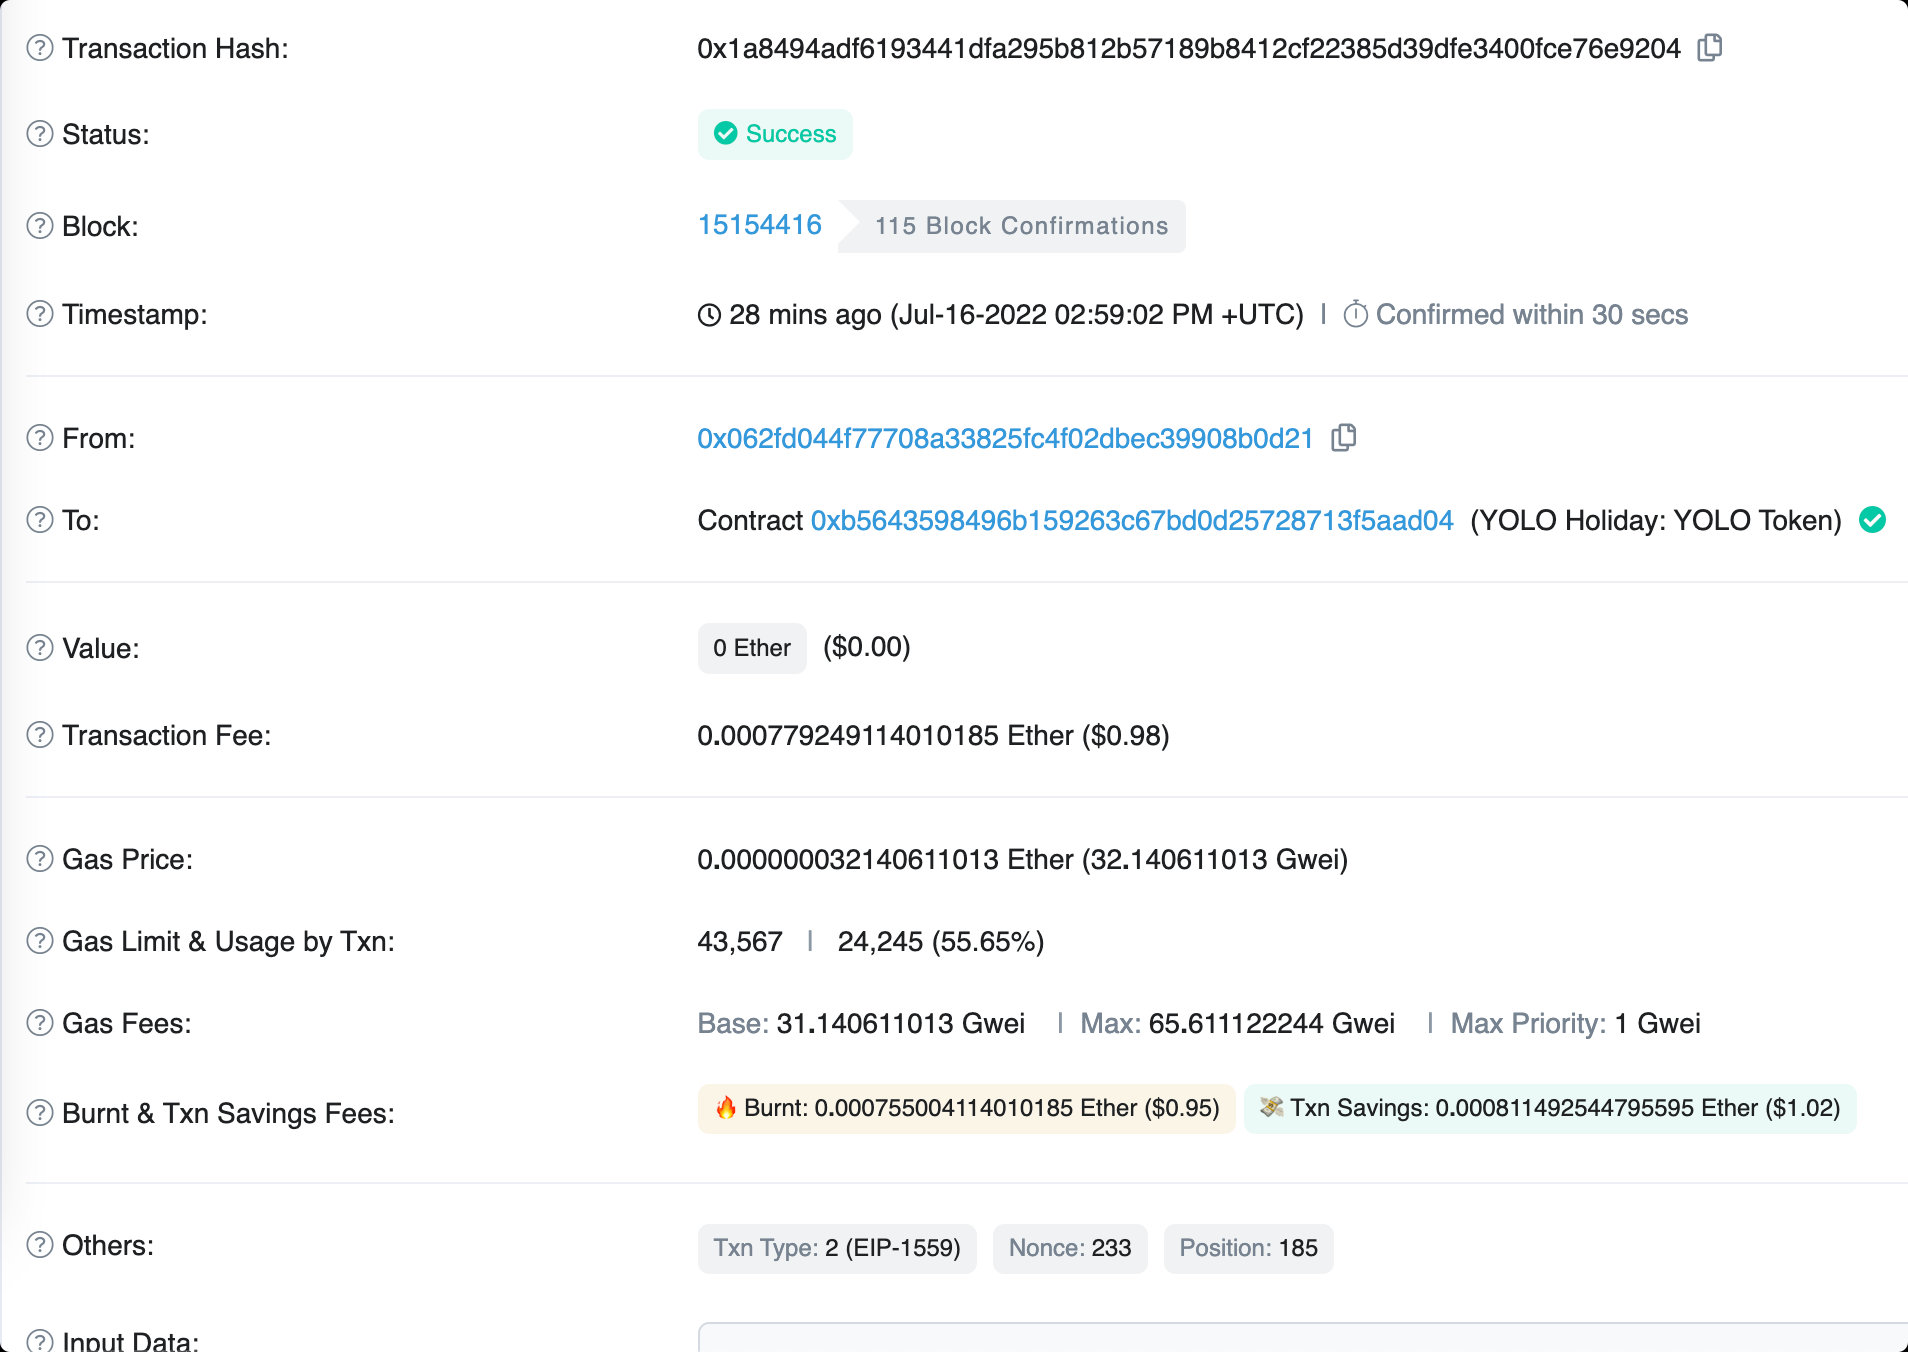 Transaction Hash: 0x1a8494adf6193441dfa295b812b57189b8412cf22385d39dfe3400fce76e9204
Status: Success
Block: 15154416 115 Block Confirmations
Timestamp: 28 mins ago (Jul-16-2022 02:59:02 PM +UTC) | Confirmed within 30 secs
From: 0x062fd044f77708a33825fc4f02dbec39908b0d21
To: Contract 0xb5643598496b159263c67bd0d25728713f5aad04 (YOLO Holiday: YOLO Token)
Value: 0 Ether ($0.00)
Transaction Fee: 0.000779249114010185 Ether ($0.98)
Gas Price: 0.000000032140611013 Ether (32.140611013 Gwei)
Gas Limit & Usage by Txn: 43,567 | 24,245 (55.65%)
Gas Fees: Base: 31.140611013 Gwei | Max: 65.611122244 Gwei | Max Priority: 1 Gwei
Burnt & Txn Savings Fees: 🔥 Burnt: 0.000755004114010185 Ether ($0.95) 💸 Txn Savings: 0.000811492544795595 Ether ($1.02)
Others: Txn Type: 2 (EIP-1559) Nonce: 233 Position: 185
Input Data: